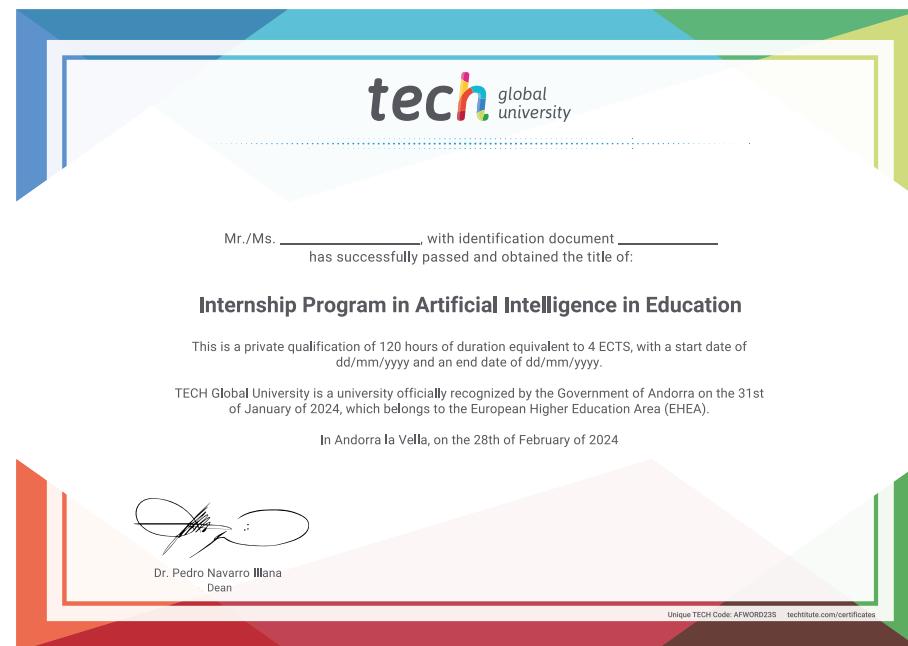 tech global
university
Mr./Ms. ____________________, with identification document ______________
has successfully passed and obtained the title of:
Internship Program in Artificial Intelligence in Education
This is a private qualification of 120 hours of duration equivalent to 4 ECTS, with a start date of
dd/mm/yyyy and an end date of dd/mm/yyyy.
TECH Global University is a university officially recognized by the Government of Andorra on the 31st
of January of 2024, which belongs to the European Higher Education Area (EHEA).
In Andorra la Vella, on the 28th of February of 2024
Dr. Pedro Navarro Illana
Dean
Unique TECH Code: AFWORD23S techtitute.com/certificates